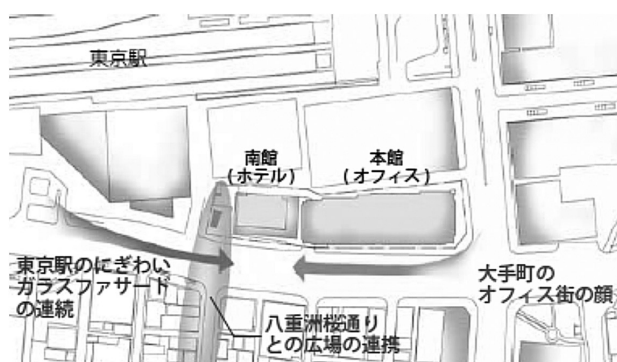 東京駅
南館
(ホテル)
本館
(オフィス)
東京駅のにぎわい
ガラスファサード
の連続
大手町の
オフィス街の顔
八重洲桜通り
との広場の連携